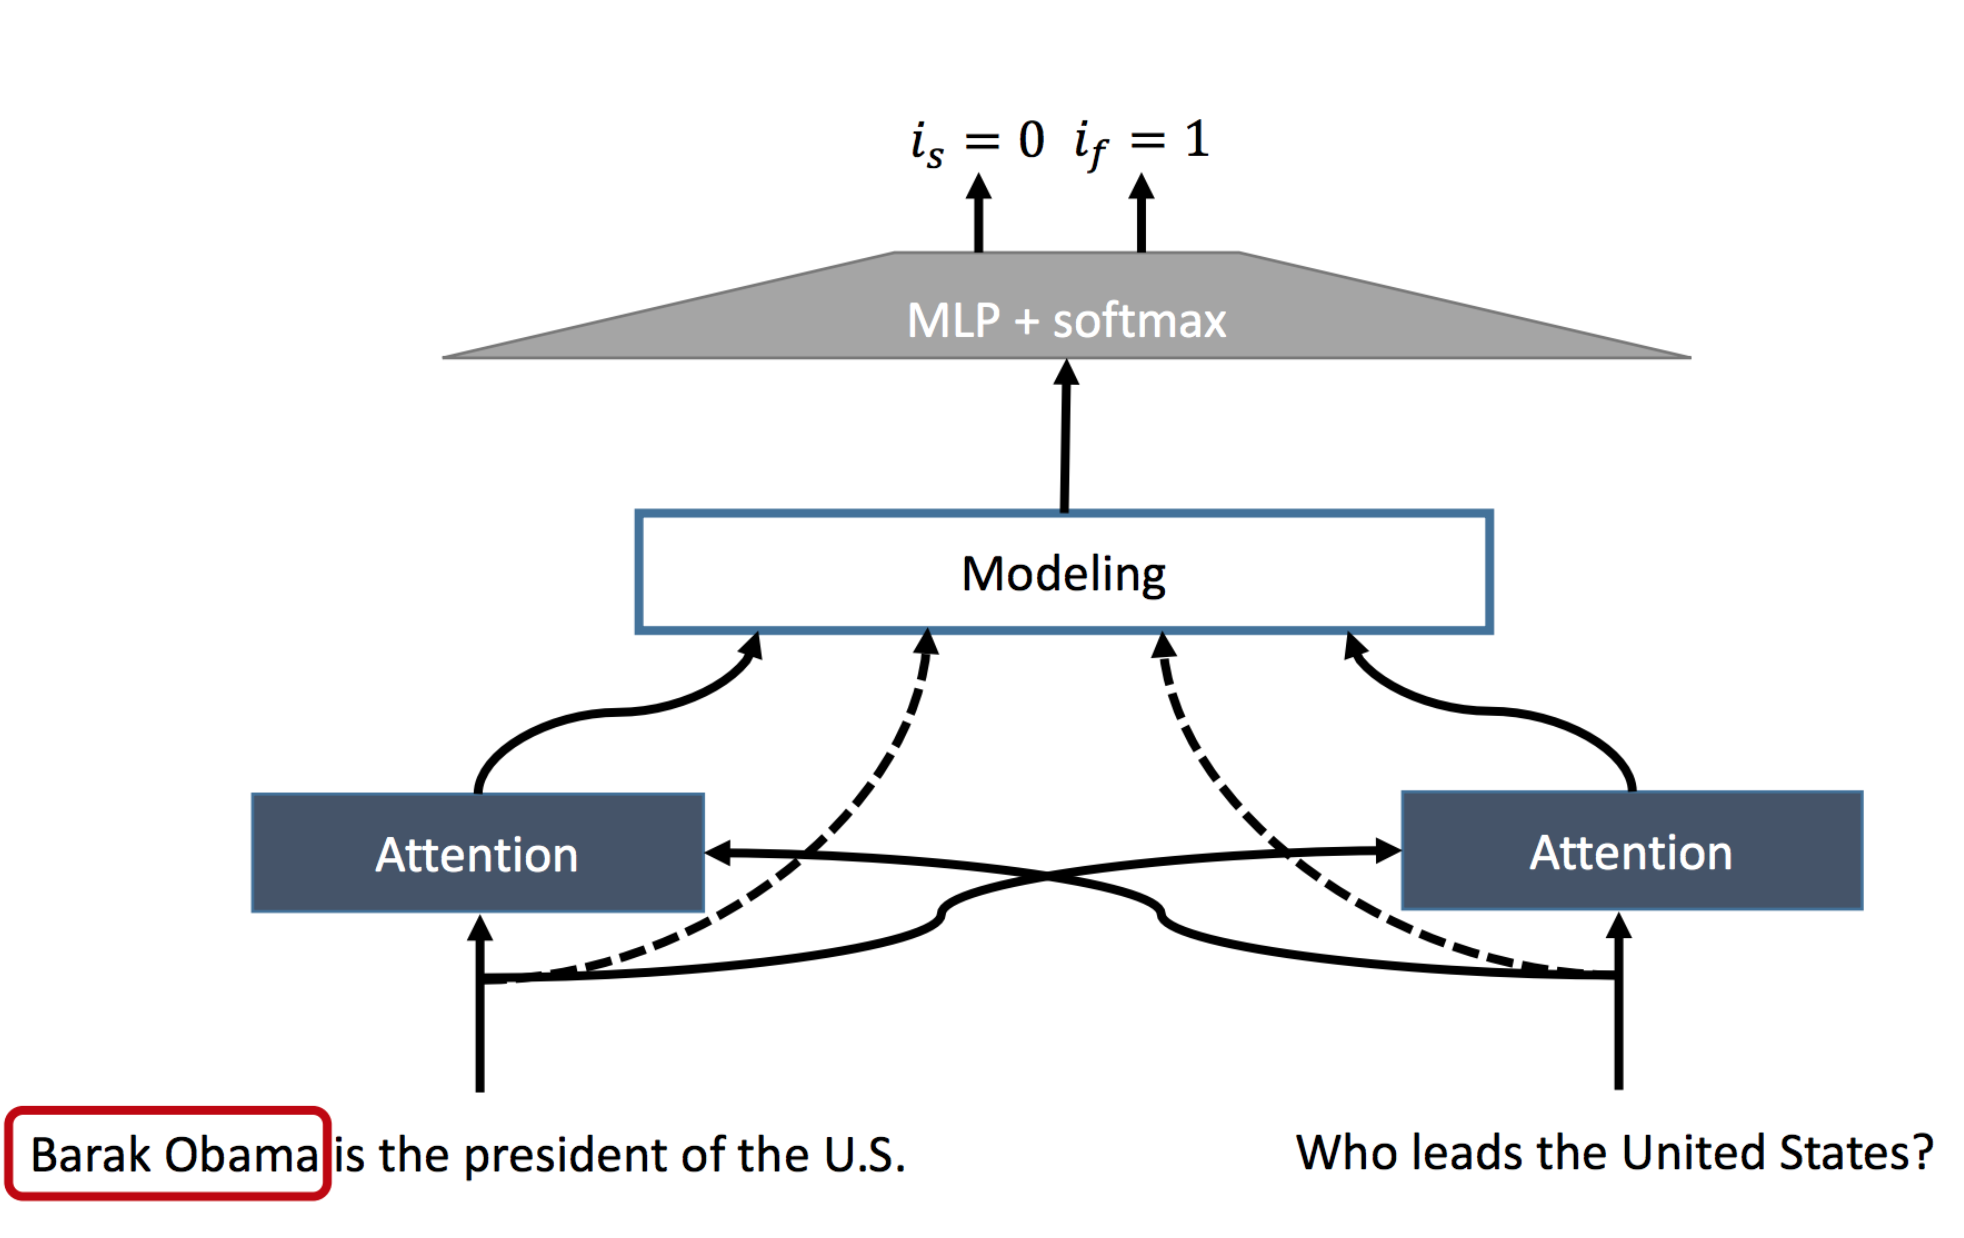 i_s = 0 i_f = 1
MLP + softmax
Modeling
Attention
Attention
Barak Obama is the president of the U.S.
Who leads the United States?